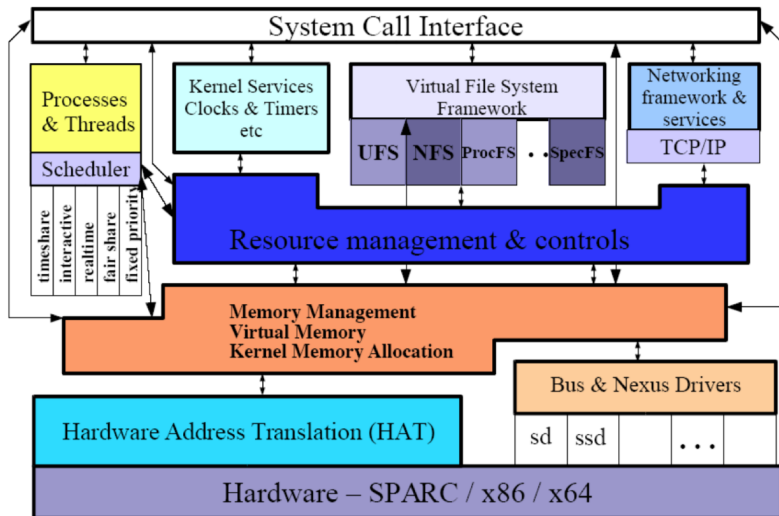 System Call Interface
Processes
& Threads
Kernel Services
Clocks & Timers
etc
Virtual File System
Framework
Networking
framework &
services
UFS
NFS
ProcFS
..
SpecFS
TCP/IP
Scheduler
timeshare
interactive
realtime
fair share
fixed priority
Resource management & controls
Memory Management
Virtual Memory
Kernel Memory Allocation
Bus & Nexus Drivers
Hardware Address Translation (HAT)
sd
ssd
...
Hardware – SPARC / x86 / x64